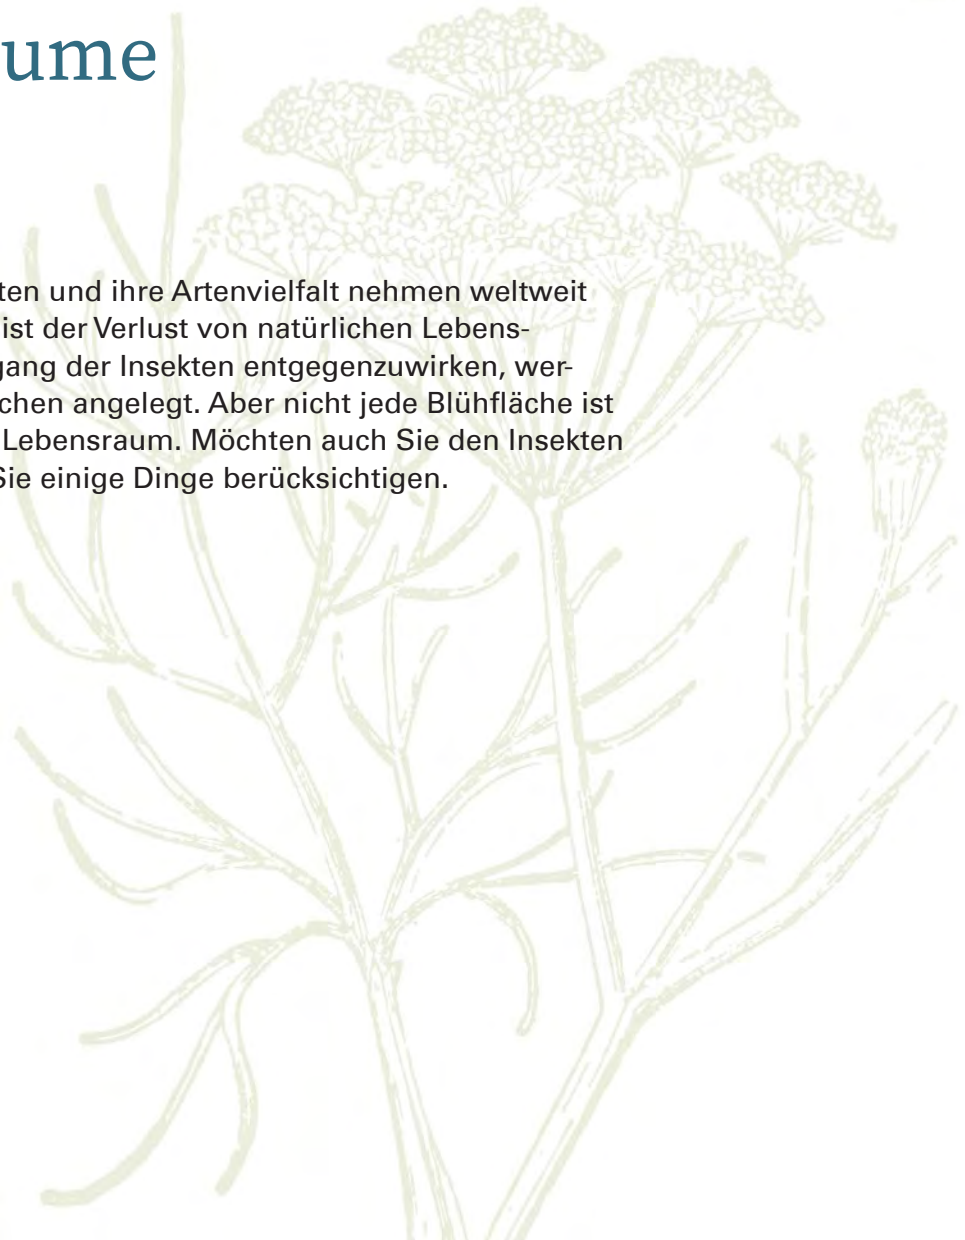 ume
ten und ihre Artenvielfalt nehmen weltweit
ist der Verlust von natürlichen Lebens-
gang der Insekten entgegenzuwirken, wer-
chen angelegt. Aber nicht jede Blühfläche ist
Lebensraum. Möchten auch Sie den Insekten
Sie einige Dinge berücksichtigen.